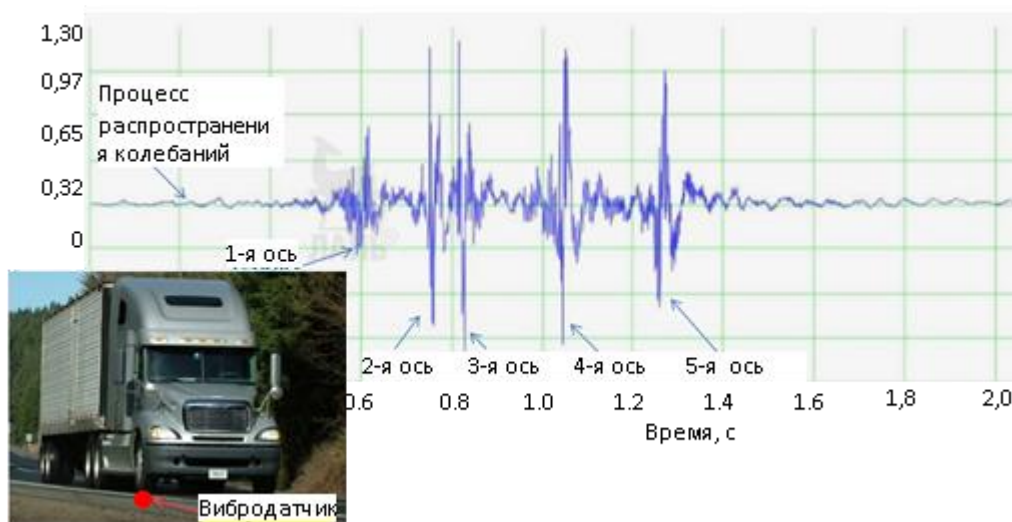 1,30
0,97
Процесс
распространени
я колебаний
0,65
0,32
0
1-я ось
2-я ось
3-я ось
4-я ось
5-я ось
0.6
0.8
1.0
1.2
1.4
1.6
1,8
2,0
Время, с
Вибродатчик